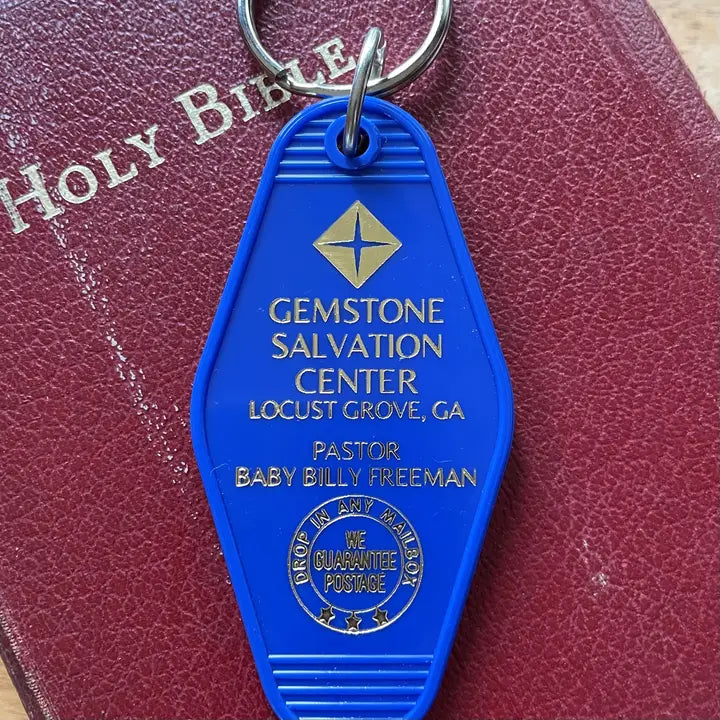 HOLY BIBLE
GEMSTONE
SALVATION
CENTER
LOCUST GROVE, GA
PASTOR
BABY BILLY FREEMAN
DROP IN ANY MAILBOX
WE
GUARANTEE
POSTAGE